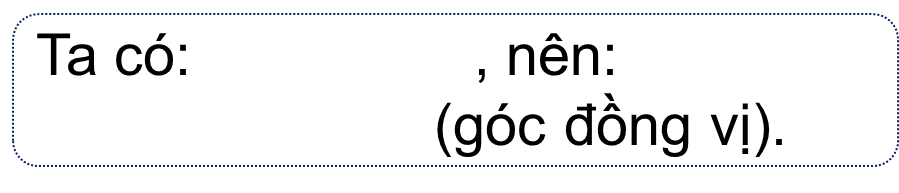 Ta có: , nên:
(góc đồng vị).